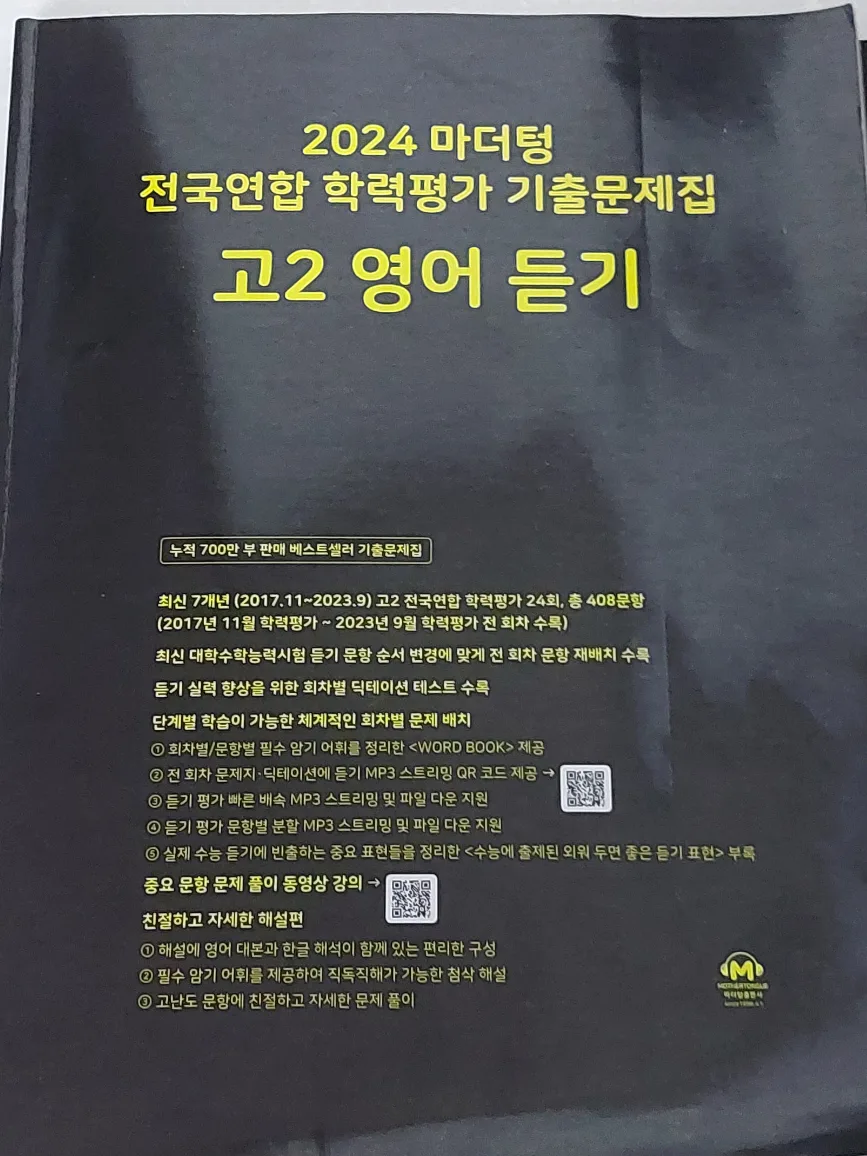 2024 마더텅
전국연합 학력평가 기출문제집
고2 영어 듣기
누적 700만 부 판매 베스트셀러 기출문제집
최신 7개년 (2017.11~2023.9) 고2 전국연합 학력평가 24회, 총 408문항
(2017년 11월 학력평가 ~ 2023년 9월 학력평가 전 회차 수록)
최신 대학수학능력시험 듣기 문항 순서 변경에 맞게 전 회차 문항 재배치 수록
듣기 실력 향상을 위한 회차별 딕테이션 테스트 수록
단계별 학습이 가능한 체계적인 회차별 문제 배치
① 회차별/문항별 필수 암기 어휘를 정리한 <WORD BOOK> 제공
② 전 회차 문제지·딕테이션에 듣기 MP3 스트리밍 QR 코드 제공 →
③ 듣기 평가 빠른 배속 MP3 스트리밍 및 파일 다운 지원
④ 듣기 평가 문항별 분할 MP3 스트리밍 및 파일 다운 지원
⑤ 실제 수능 듣기에 빈출하는 중요 표현들을 정리한 <수능에 출제된 외워 두면 좋은 듣기 표현> 부록
중요 문항 문제 풀이 동영상 강의 →
친절하고 자세한 해설편
① 해설에 영어 대본과 한글 해석이 함께 있는 편리한 구성
② 필수 암기 어휘를 제공하여 직독직해가 가능한 첨삭 해설
③ 고난도 문항에 친절하고 자세한 문제 풀이
M
MOTHERTONGUE
마더텅출판사